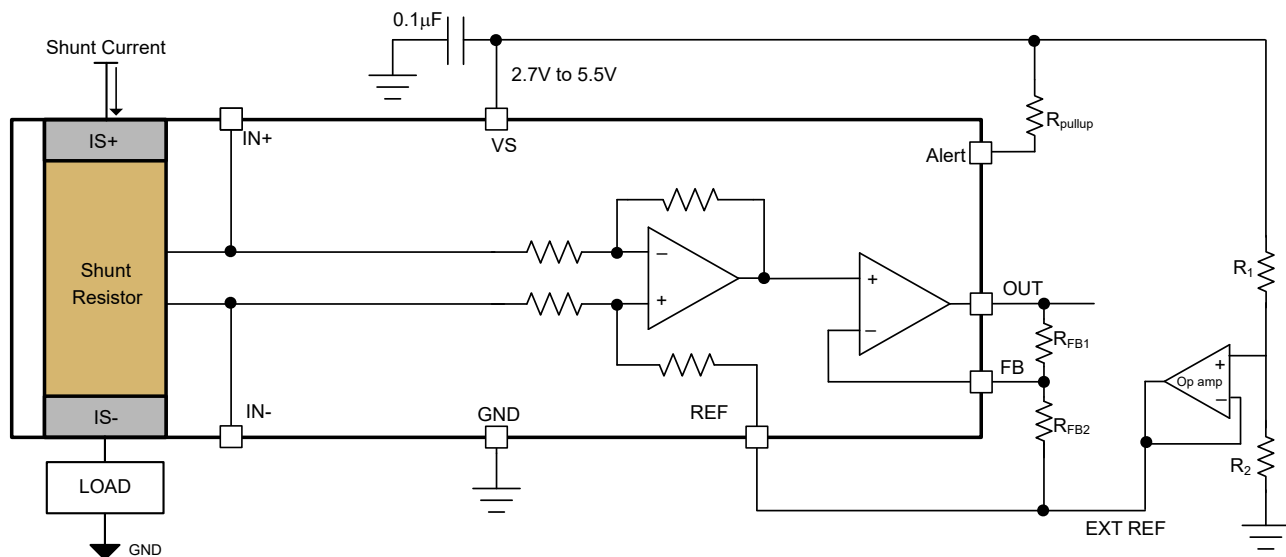 0.1μF
Shunt Current
2.7V to 5.5V
IS+
IN+
VS
Rpullup
Alert
Shunt
Resistor
–
+
+
–
OUT
R1
RFB1
FB
+
Op amp
–
IS-
IN-
GND
REF
RFB2
R2
LOAD
EXT REF
GND